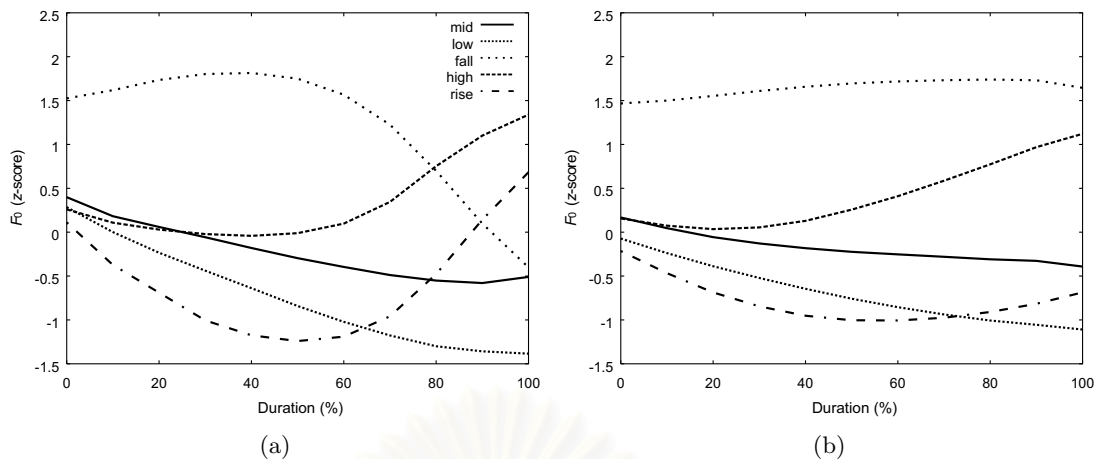 2.5
2
1.5
1
0.5
0
-0.5
-1
-1.5
F0 (z-score)
0 20 40 60 80 100
Duration (%)
mid
low
fall
high
rise
(a)
2.5
2
1.5
1
0.5
0
-0.5
-1
-1.5
F0 (z-score)
0 20 40 60 80 100
Duration (%)
(b)